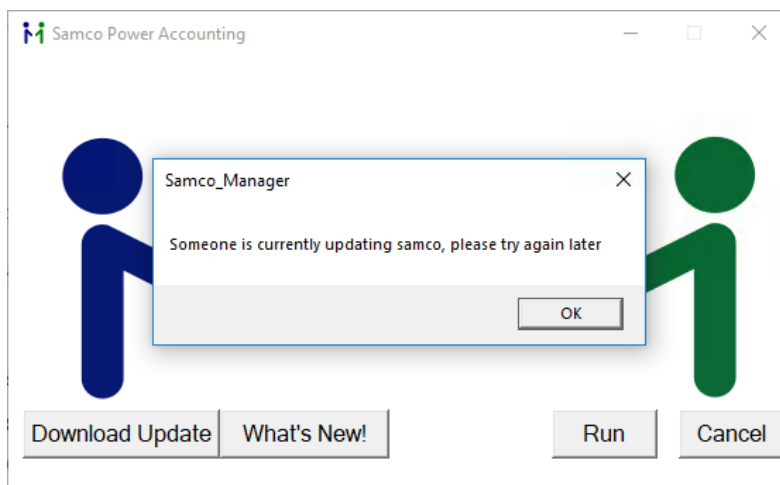 Samco Power Accounting
Samco_Manager
Someone is currently updating samco, please try again later
OK
Download Update
What's New!
Run
Cancel